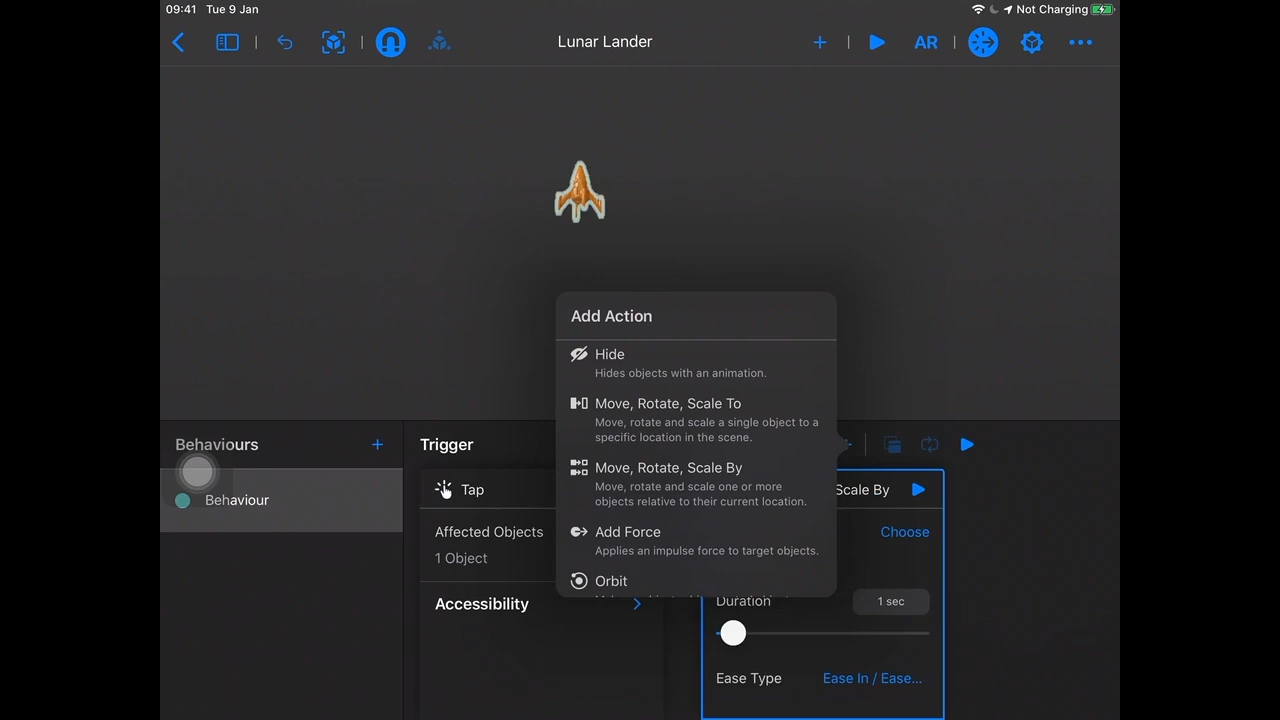 09:41 Tue 9 Jan
Not Charging
Lunar Lander
AR
Add Action
Hide
Hides objects with an animation.
Move, Rotate, Scale To
Move, rotate and scale a single object to a
specific location in the scene.
Move, Rotate, Scale By
Move, rotate and scale one or more
objects relative to their current location.
Add Force
Applies an impulse force to target objects.
Orbit
Behaviours
Behaviour
Trigger
Tap
Affected Objects
1 Object
Accessibility
Scale By
Choose
Duration
1 sec
Ease Type
Ease In / Ease...